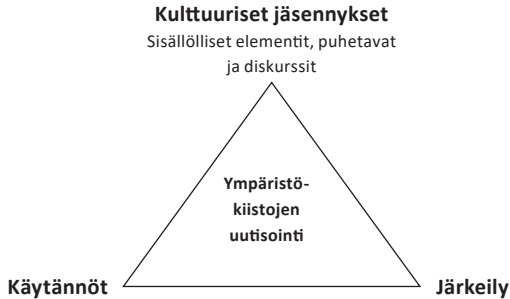 Kulttuuriset jäsennykset
Sisällölliset elementit, puhetavat
ja diskurssit
Ympäristö-
kiistojen
uutisointi
Käytännöt
Järkeily